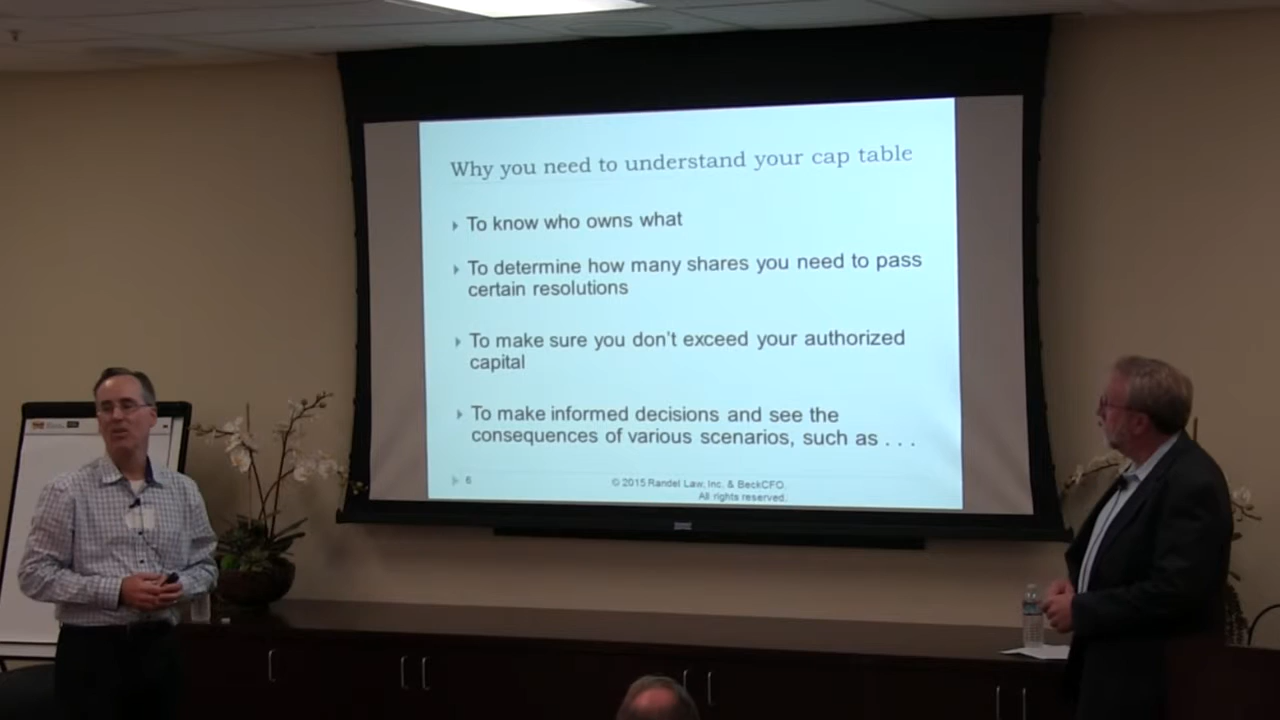 Why you need to understand your cap table
To know who owns what
To determine how many shares you need to pass
certain resolutions
To make sure you don't exceed your authorized
capital
To make informed decisions and see the
consequences of various scenarios, such as . . .
6
© 2015 Randel Law, Inc. & BeckCFO.
All rights reserved.